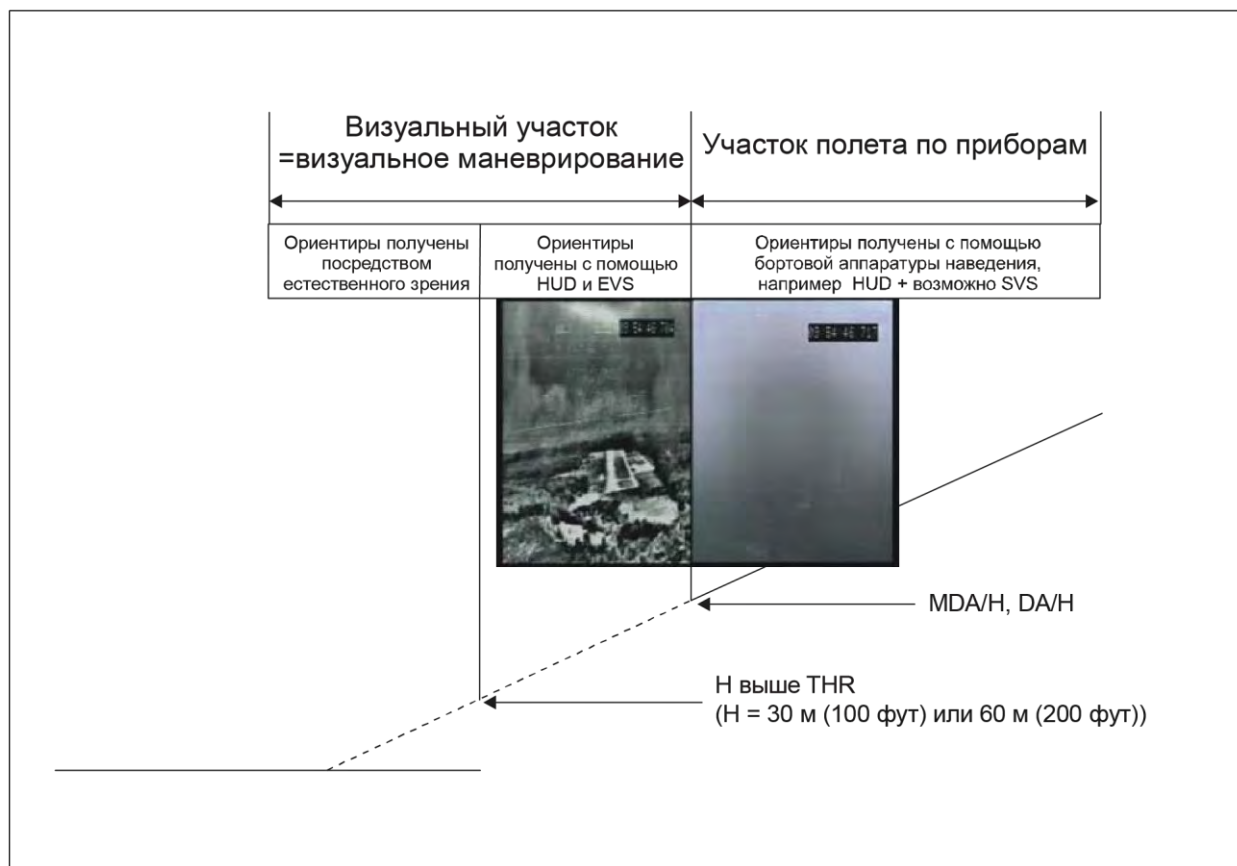 Визуальный участок
=визуальное маневрирование
Участок полета по приборам
Ориентиры получены
посредством
естественного зрения
Ориентиры
получены с помощью
HUD и EVS
Ориентиры получены с помощью
бортовой аппаратуры наведения,
например HUD + возможно SVS
MDA/H, DA/H
H выше THR
(H = 30 м (100 фут) или 60 м (200 фут))